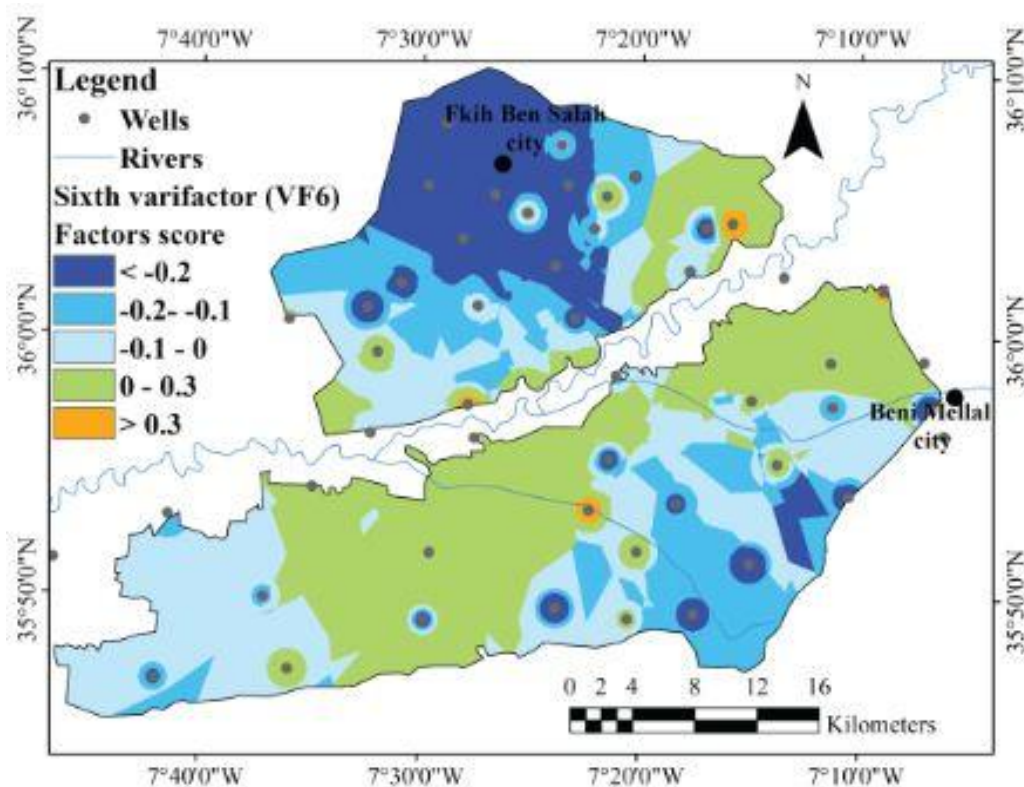 7°40'0"W 7°30'0"W 7°20'0"W 7°10'0"W
36°10'0"N
36°10'0"N
Legend
Wells
Rivers
Sixth varifactor (VF6)
Factors score
< -0.2
-0.2- -0.1
-0.1 - 0
0 - 0.3
> 0.3
N
Fkih Ben Salah
city
36°0'0"N
36°0'0"N
Beni Mellal
city
35°50'0"N
35°50'0"N
0 2 4 8 12 16
Kilometers
7°40'0"W 7°30'0"W 7°20'0"W 7°10'0"W